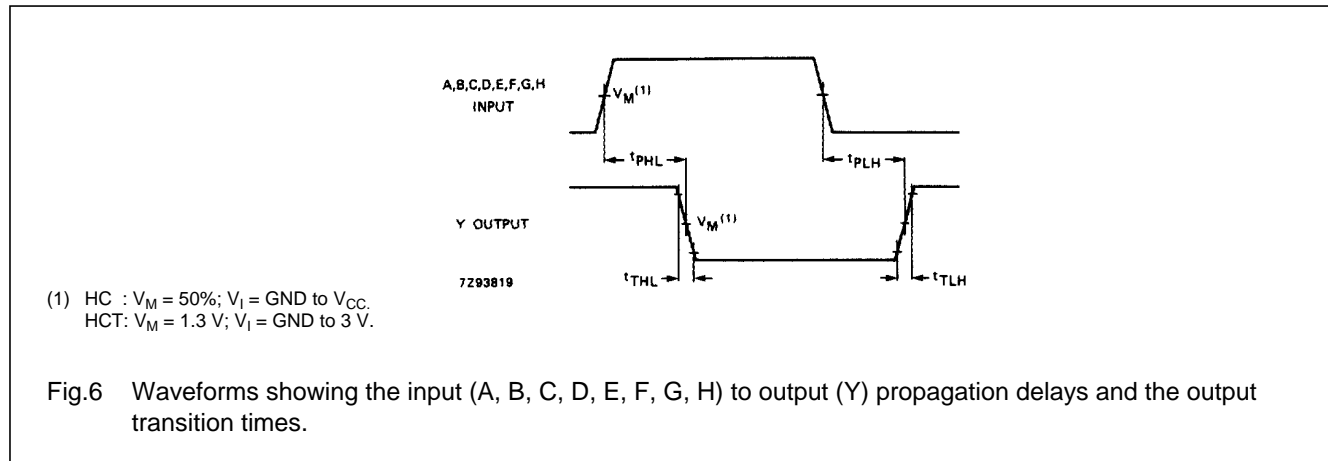 A,B,C,D,E,F,G,H
INPUT
V_M(1)
t_PHL
t_PLH
Y OUTPUT
V_M(1)
t_THL
t_TLH
7Z93819
(1) HC : V_M = 50%; V_I = GND to V_CC.
HCT: V_M = 1.3 V; V_I = GND to 3 V.
Fig.6 Waveforms showing the input (A, B, C, D, E, F, G, H) to output (Y) propagation delays and the output
transition times.